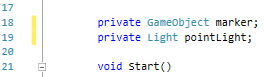 17
18 private GameObject marker;
19 private Light pointLight;
20
21 void Start()